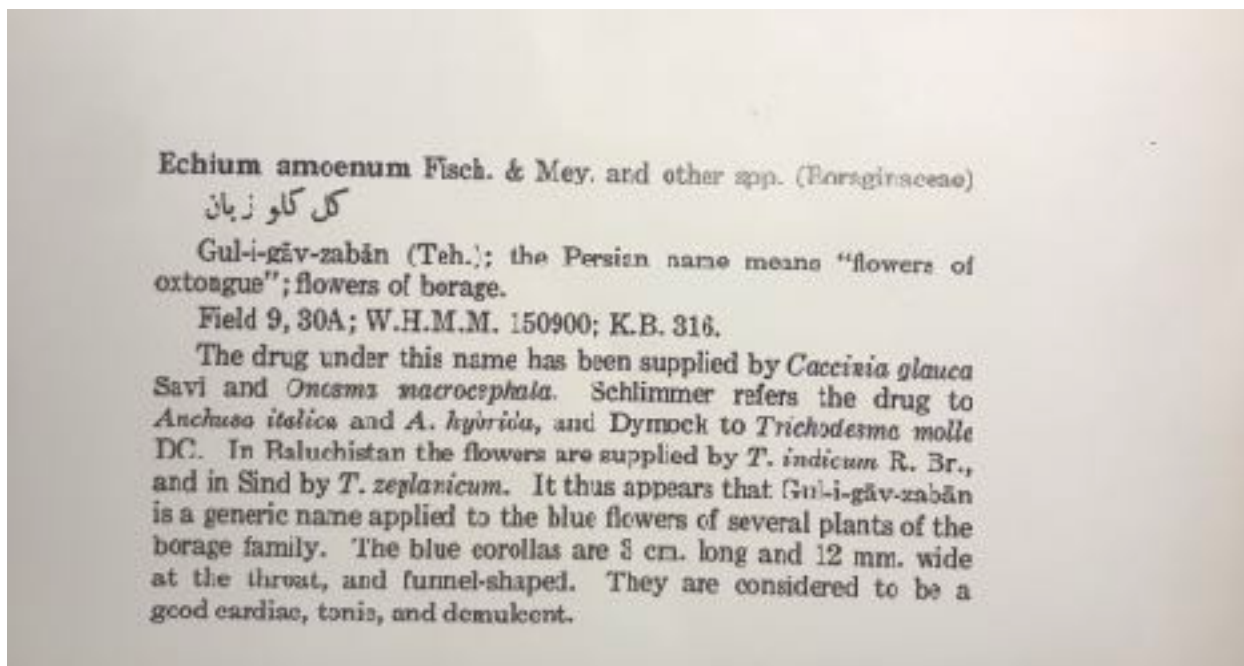 Echium amoenum Fisch. & Mey. and other spp. (Boraginaceae)
گل گاو زبان
Gul-i-gāv-zabān (Teh.); the Persian name means “flowers of
oxtongue”; flowers of borage.
Field 9, 30A; W.H.M.M. 150900; K.B. 316.
The drug under this name has been supplied by Caccinia glauca
Savi and Onosma macrocephala. Schlimmer refers the drug to
Anchusa italica and A. hybrida, and Dymock to Trichodesma molle
DC. In Baluchistan the flowers are supplied by T. indicum R. Br.,
and in Sind by T. zeylanicum. It thus appears that Gul-i-gāv-zabān
is a generic name applied to the blue flowers of several plants of the
borage family. The blue corollas are 3 cm. long and 12 mm. wide
at the throat, and funnel-shaped. They are considered to be a
good cardiac, tonic, and demulcent.